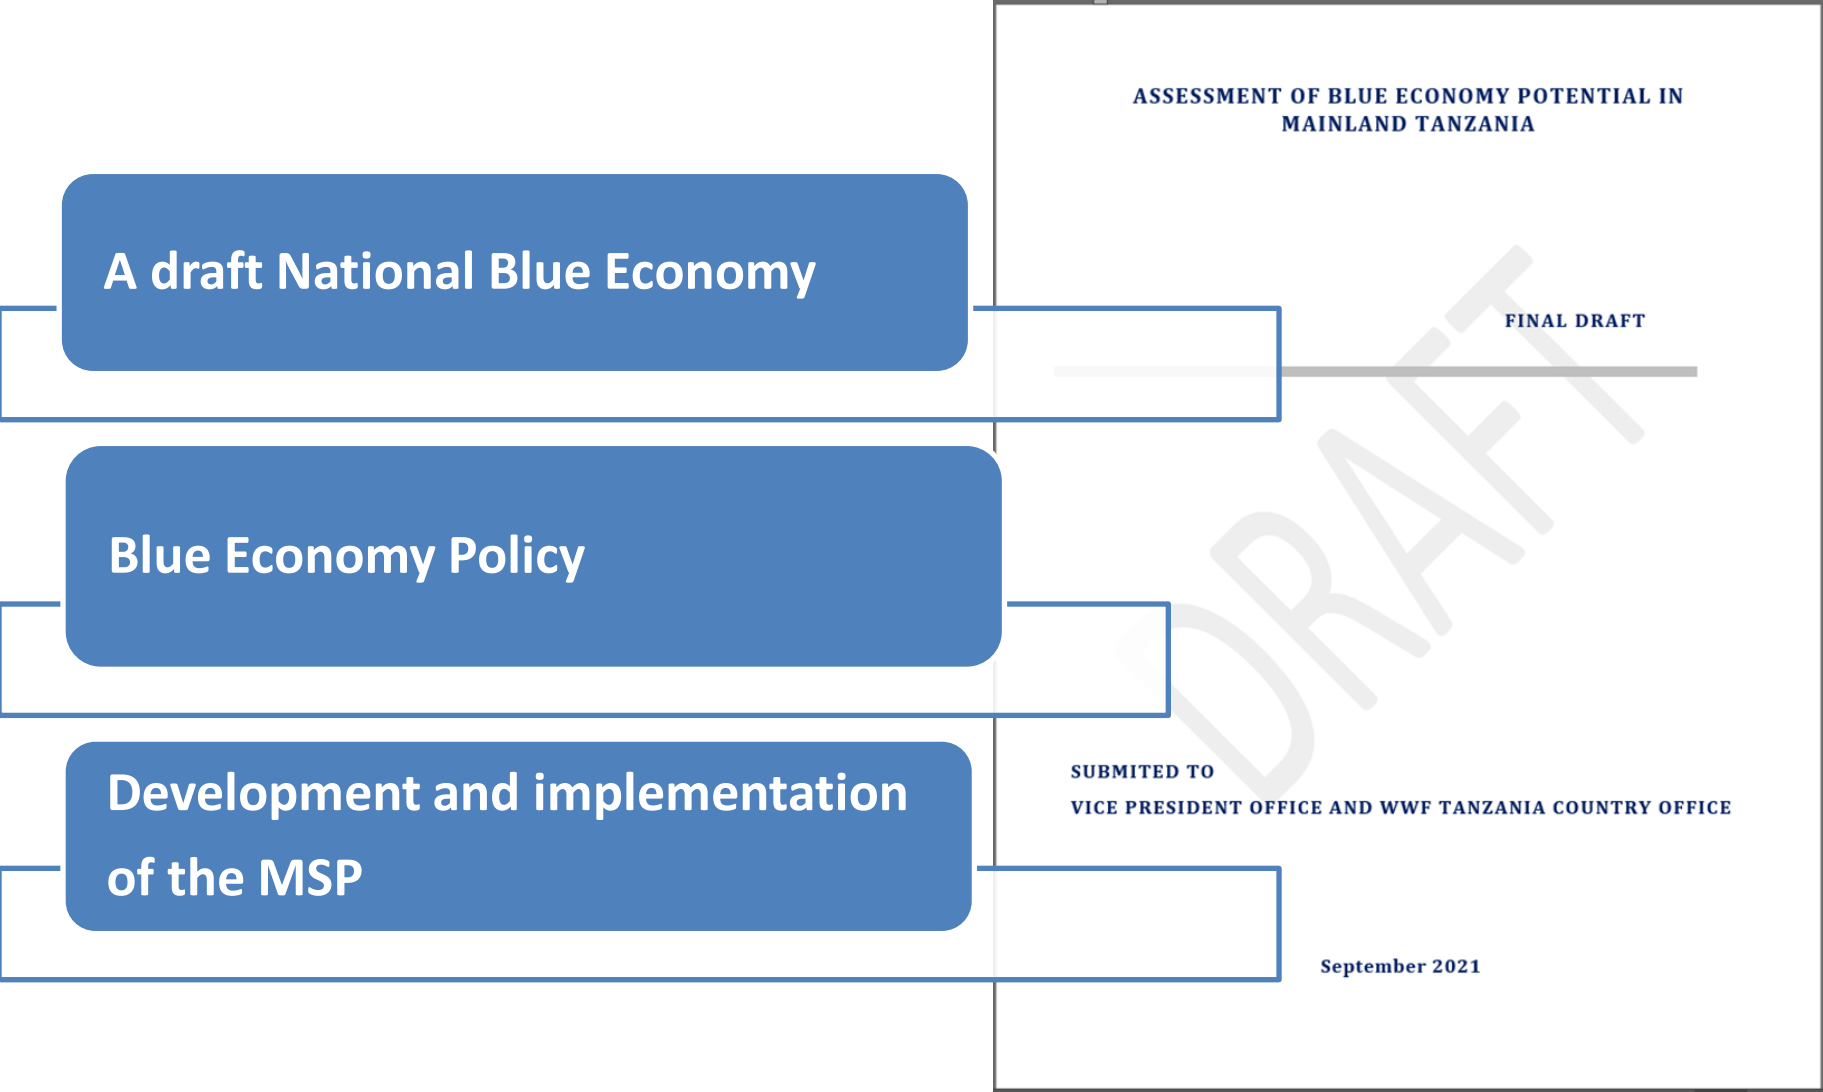 A draft National Blue Economy
Blue Economy Policy
Development and implementation
of the MSP
ASSESSMENT OF BLUE ECONOMY POTENTIAL IN
MAINLAND TANZANIA
FINAL DRAFT
DRAFT
SUBMITED TO
VICE PRESIDENT OFFICE AND WWF TANZANIA COUNTRY OFFICE
September 2021